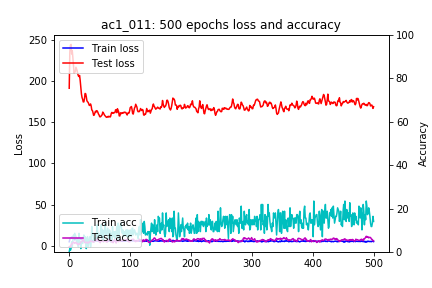 ac1_011: 500 epochs loss and accuracy
250
200
150
100
50
0
Loss
Train loss
Test loss
Train acc
Test acc
100
80
60
40
20
0
Accuracy
0
100
200
300
400
500